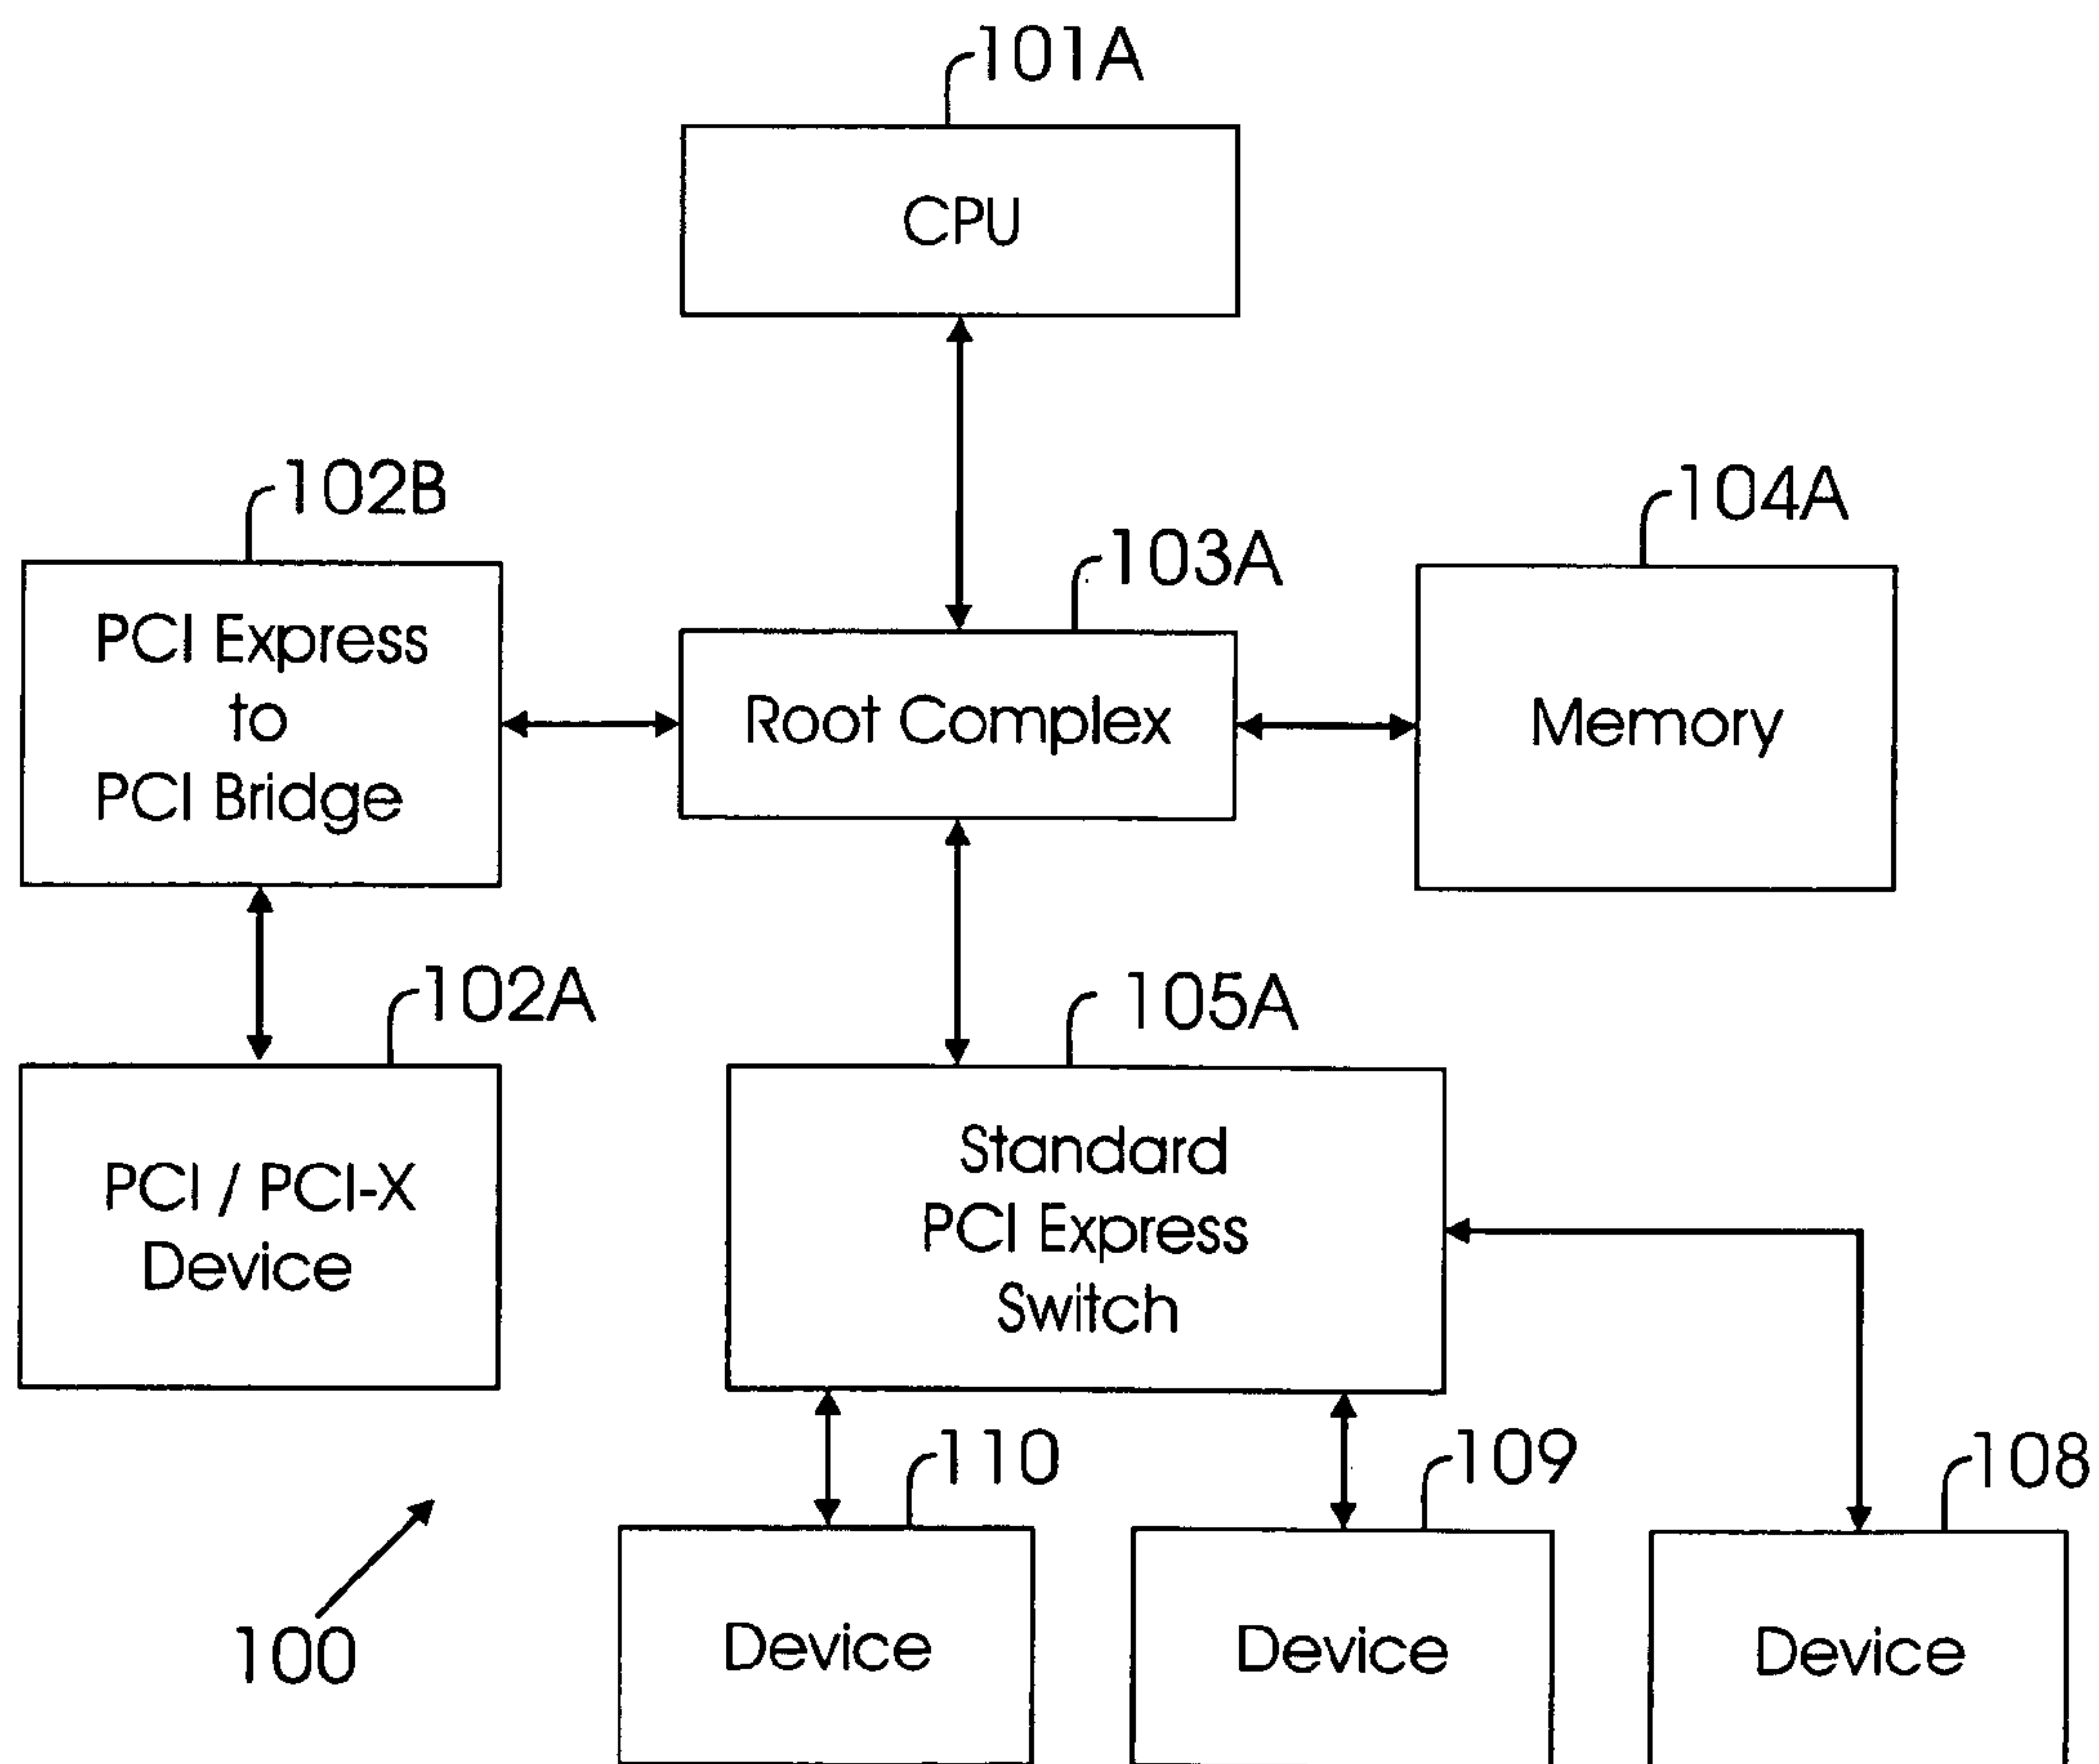 101A
CPU
102B
104A
103A
PCI Express
to
PCI Bridge
Root Complex
Memory
102A
105A
PCI / PCI-X
Device
Standard
PCI Express
Switch
110
109
108
100
Device
Device
Device